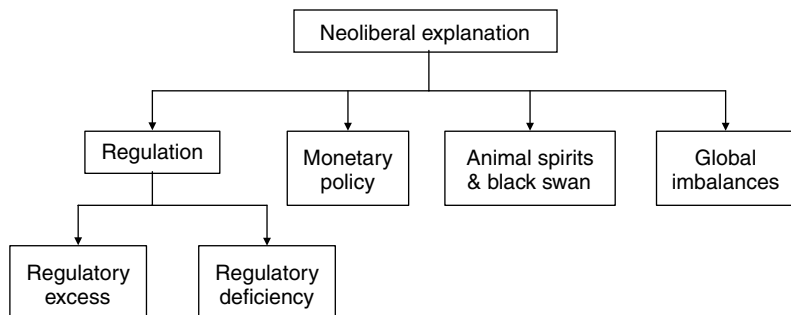 Neoliberal explanation
Regulation
Monetary
policy
Animal spirits
& black swan
Global
imbalances
Regulatory
excess
Regulatory
deficiency